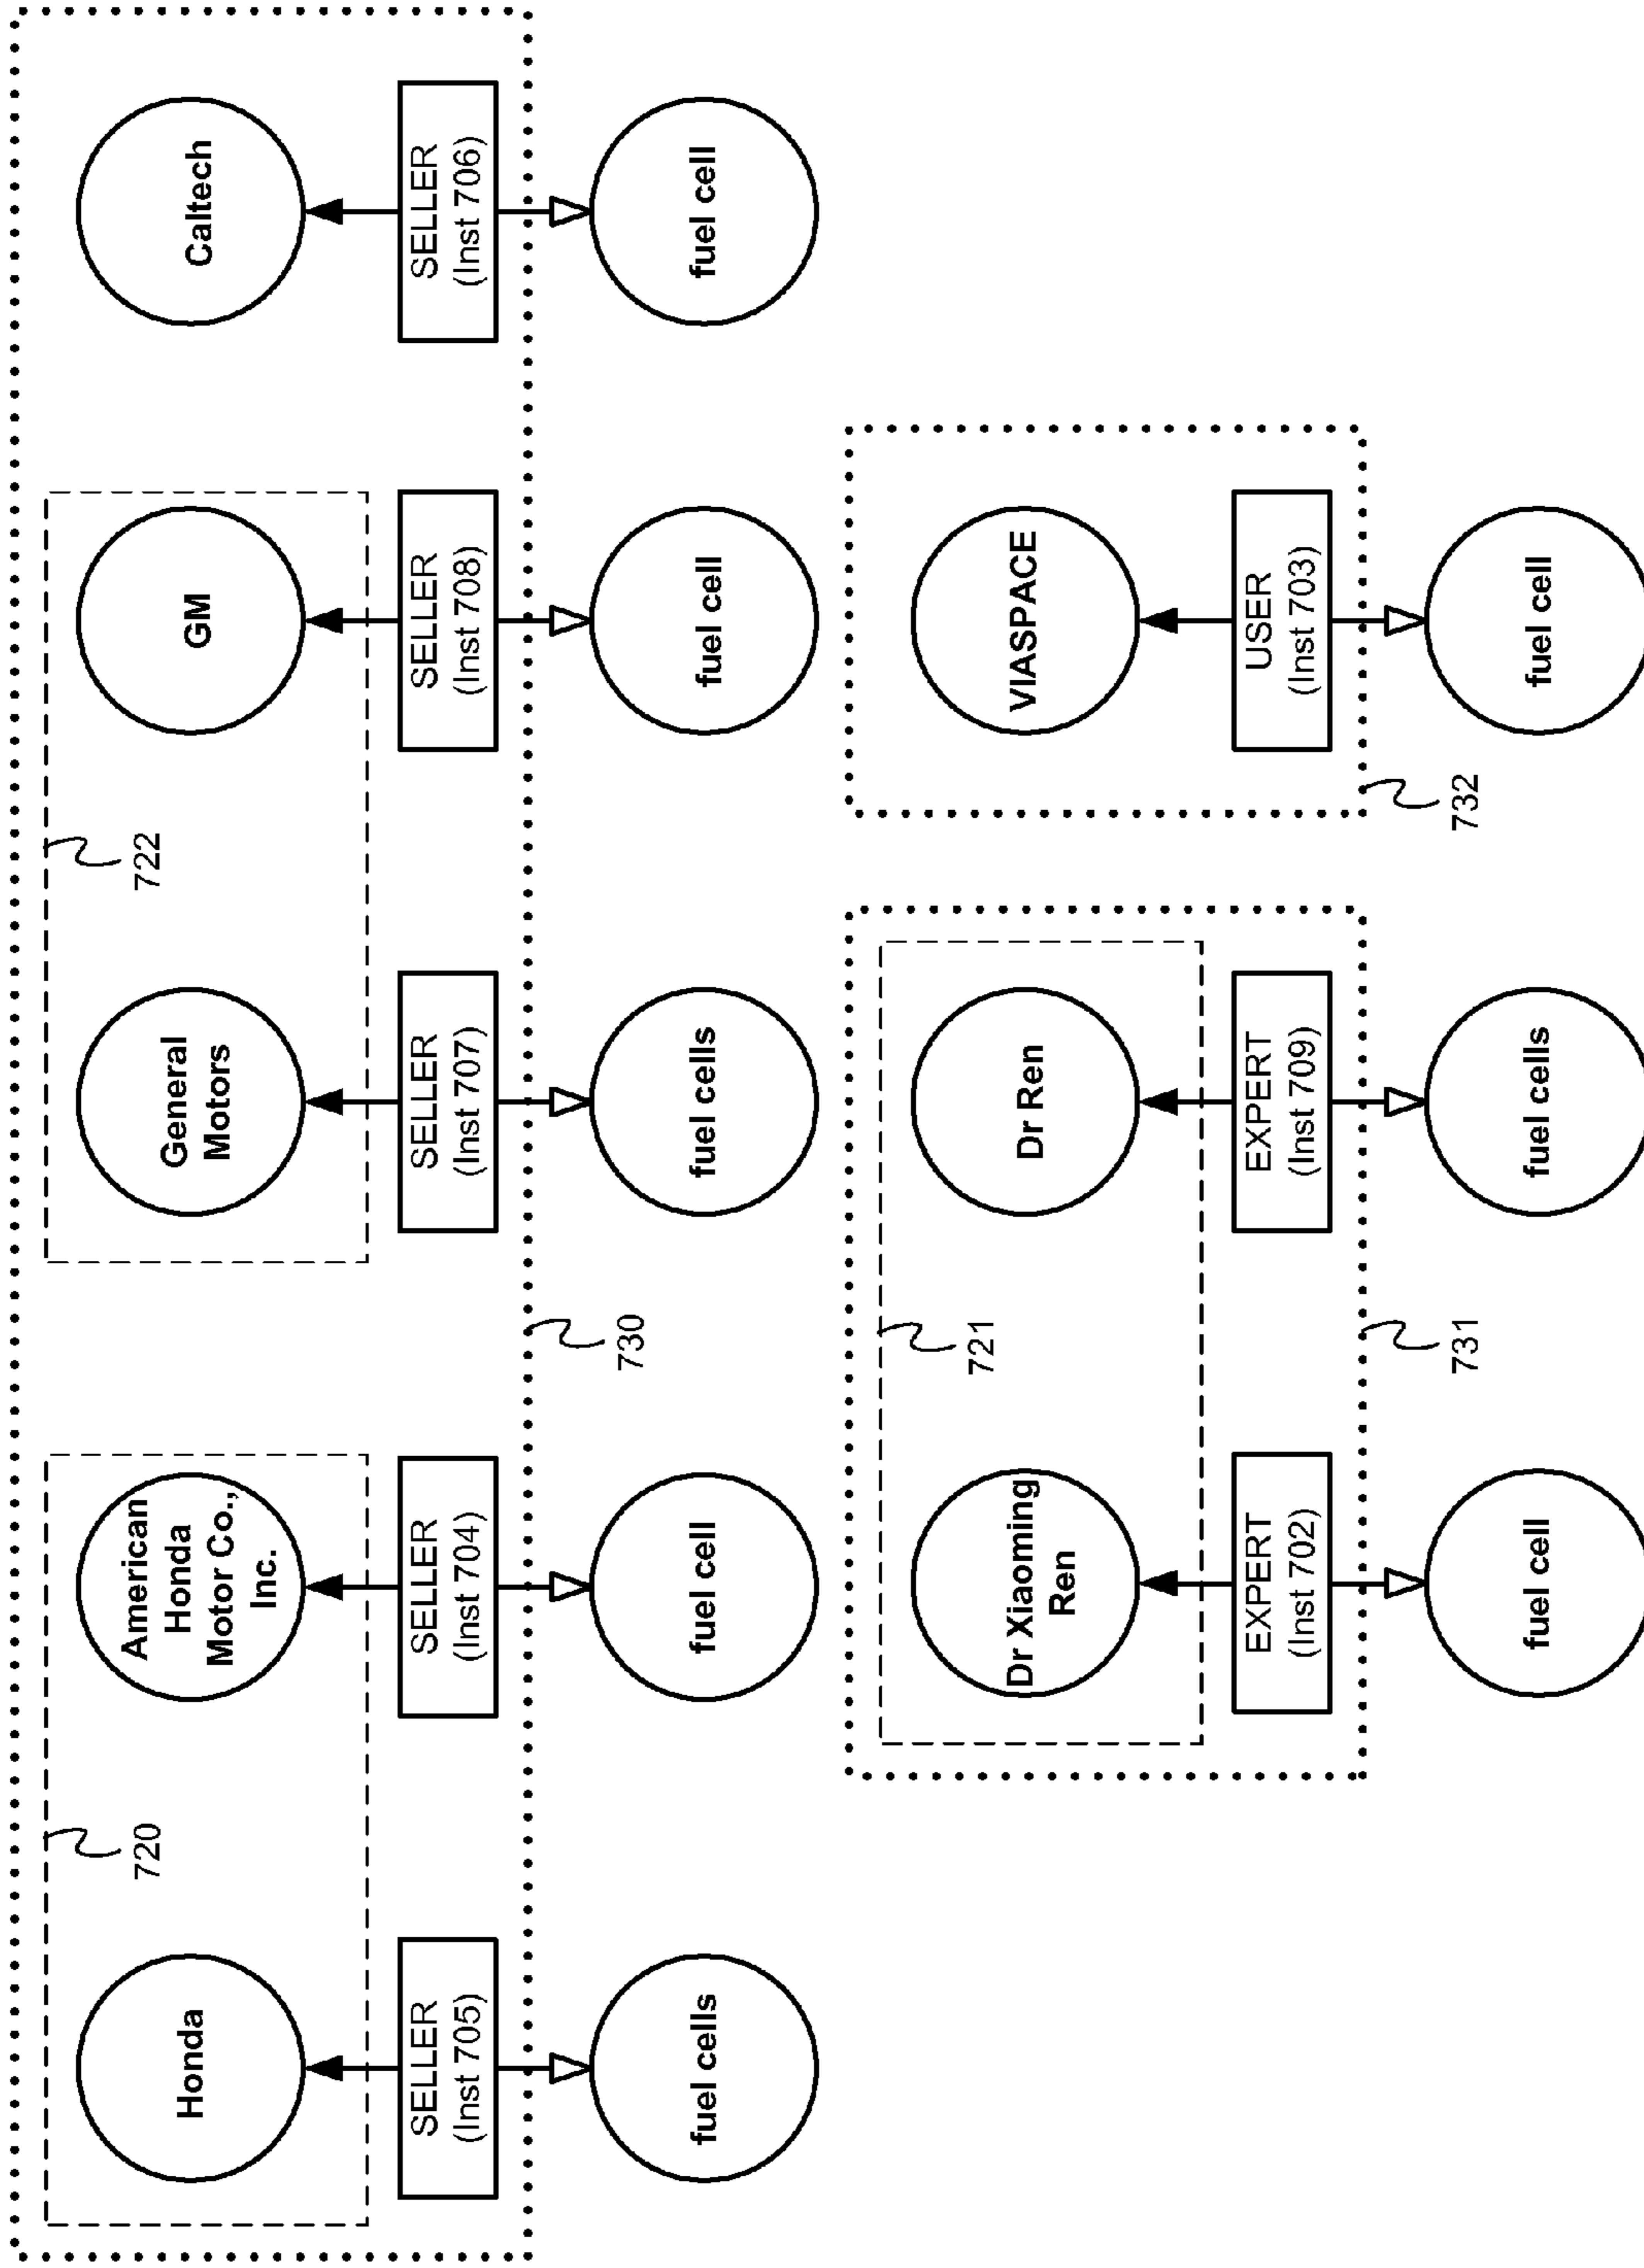 Honda
American
Honda
Motor Co.,
Inc.
General
Motors
GM
Caltech
720
722
SELLER
(Inst 705)
SELLER
(Inst 704)
SELLER
(Inst 707)
SELLER
(Inst 708)
SELLER
(Inst 706)
730
fuel cells
fuel cell
fuel cells
fuel cell
fuel cell
721
Dr Xiaoming
Ren
Dr Ren
VIASPACE
EXPERT
(Inst 702)
EXPERT
(Inst 709)
USER
(Inst 703)
731
732
fuel cell
fuel cells
fuel cell